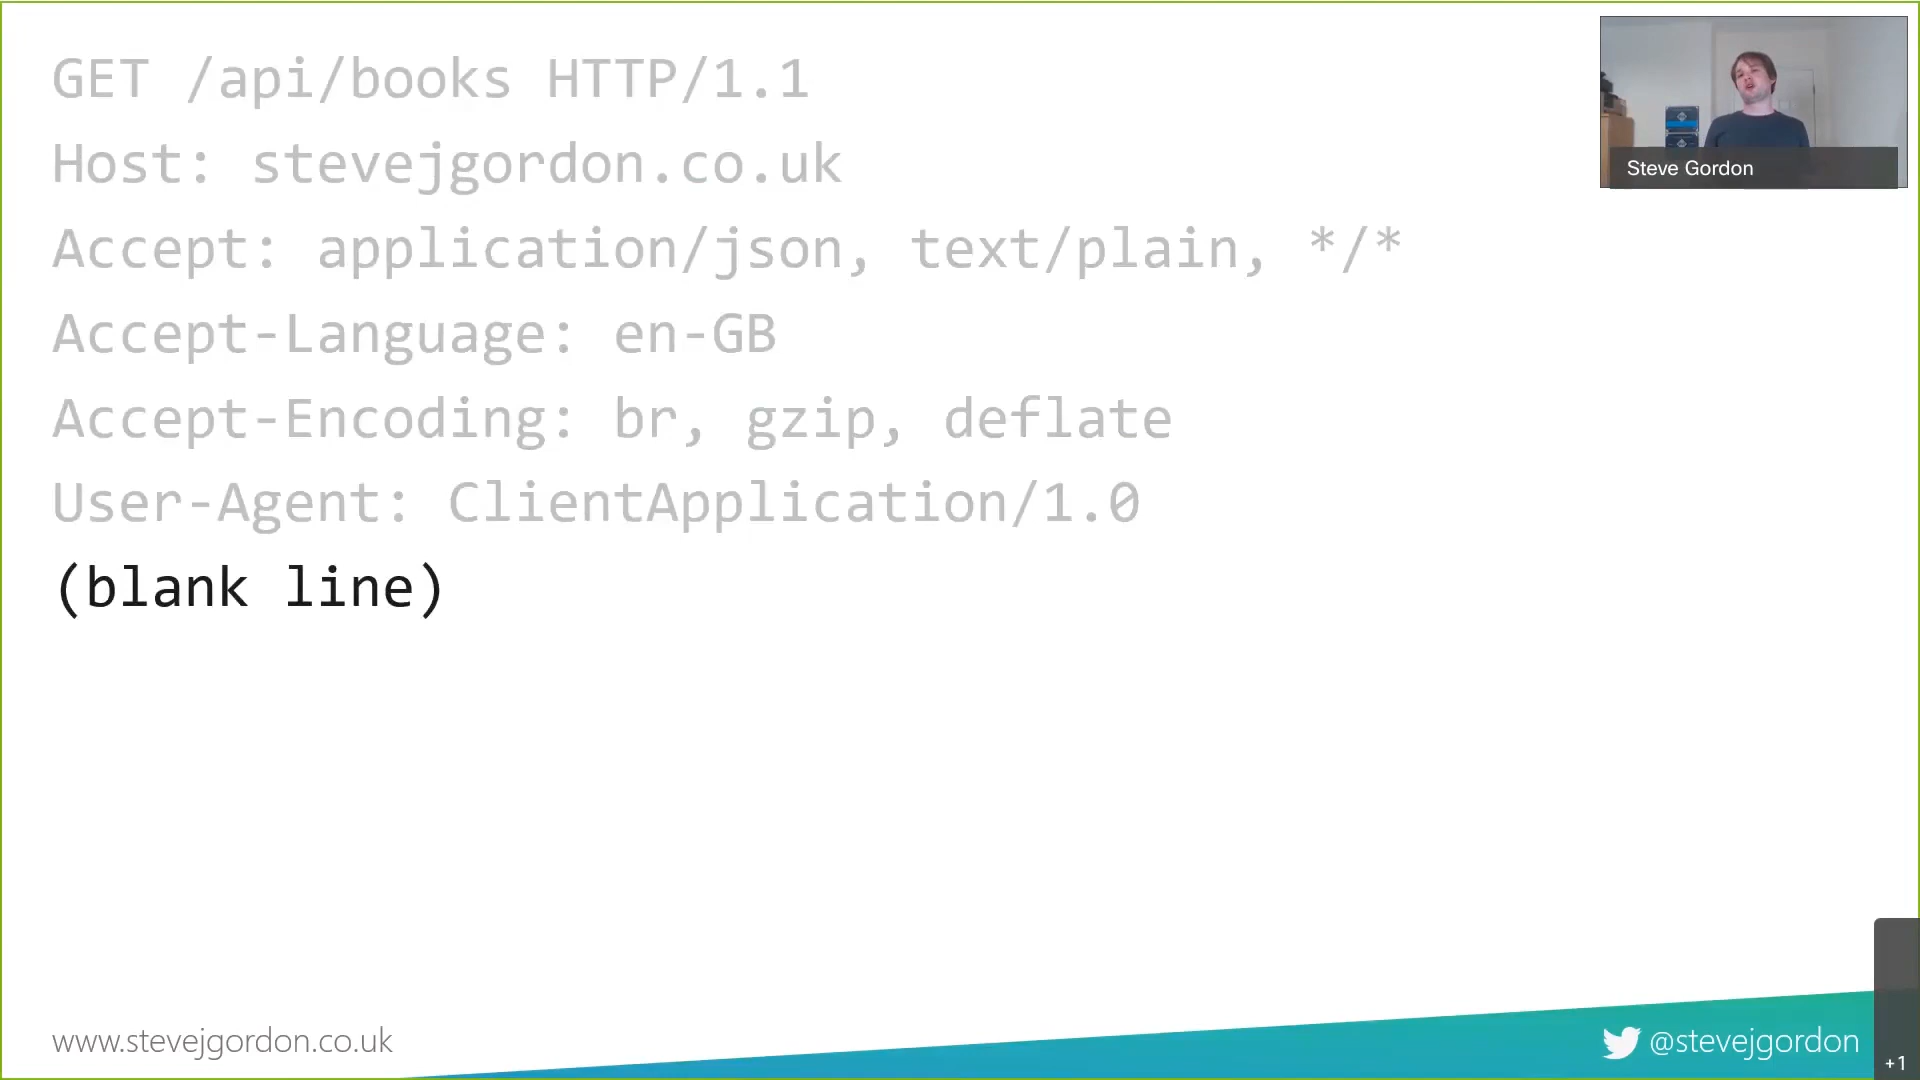 GET /api/books HTTP/1.1
Host: stevejgordon.co.uk
Accept: application/json, text/plain, */*
Accept-Language: en-GB
Accept-Encoding: br, gzip, deflate
User-Agent: ClientApplication/1.0
(blank line)
Steve Gordon
www.stevejgordon.co.uk
@stevejgordon
+1